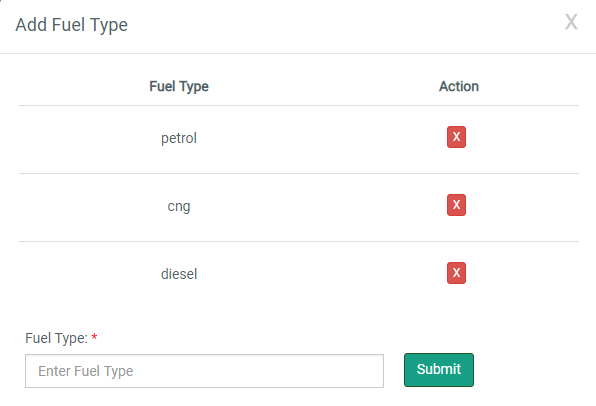 Add Fuel Type X
Fuel Type Action
petrol X
cng X
diesel X
Fuel Type: *
Enter Fuel Type Submit